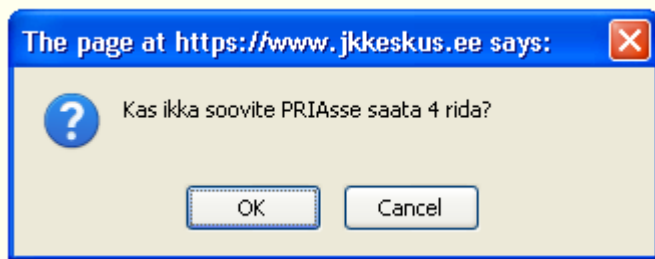 The page at https://www.jkkeskus.ee says:
Kas ikka soovite PRIAsse saata 4 rida?
OK Cancel